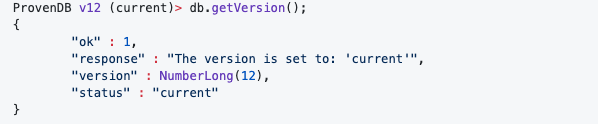 ProvenDB v12 (current)> db.getVersion();
{
        "ok" : 1,
        "response" : "The version is set to: 'current'",
        "version" : NumberLong(12),
        "status" : "current"
}